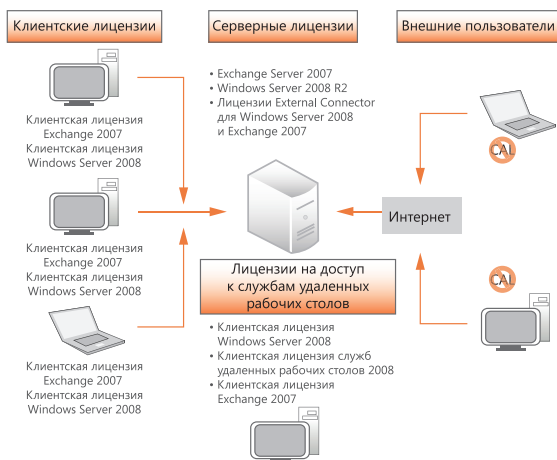 Клиентские лицензии
Серверные лицензии
Внешние пользователи
Клиентская лицензия
Exchange 2007
Клиентская лицензия
Windows Server 2008
Клиентская лицензия
Exchange 2007
Клиентская лицензия
Windows Server 2008
Клиентская лицензия
Exchange 2007
Клиентская лицензия
Windows Server 2008
• Exchange Server 2007
• Windows Server 2008 R2
• Лицензии External Connector
для Windows Server 2008
и Exchange 2007
Лицензии на доступ
к службам удаленных
рабочих столов
• Клиентская лицензия
Windows Server 2008
• Клиентская лицензия служб
удаленных рабочих столов 2008
• Клиентская лицензия
Exchange 2007
CAL
Интернет
CAL